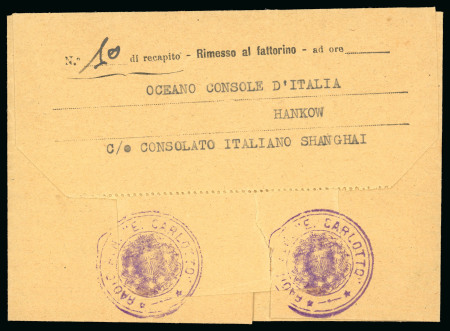 N.° 10 di recapito - Rimesso al fattorino - ad ore
OCEANO CONSOLE D'ITALIA
HANKOW
C/o CONSOLATO ITALIANO SHANGHAI
CARLOTTO
CARLOTTO